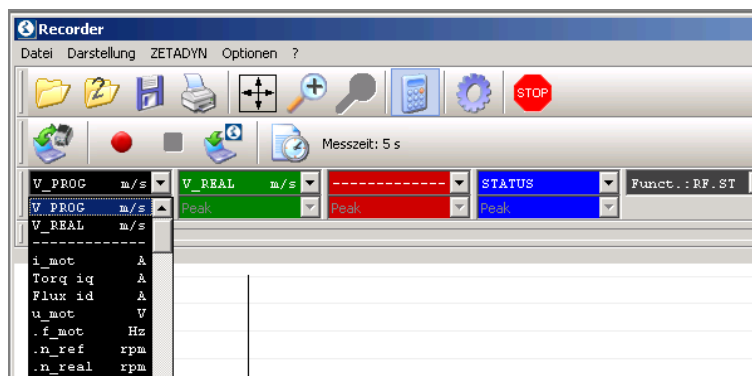 Recorder
Datei Darstellung ZETADYN Optionen ?
2
STOP
Messzeit: 5 s
V_PROG m/s V_REAL m/s ------------- STATUS Funct.:RF.ST
V_PROG m/s Peak Peak Peak
V_REAL m/s
-------------
i_mot A
Torq iq A
Flux id A
u_mot V
.f_mot Hz
.n_ref rpm
.n_real rpm